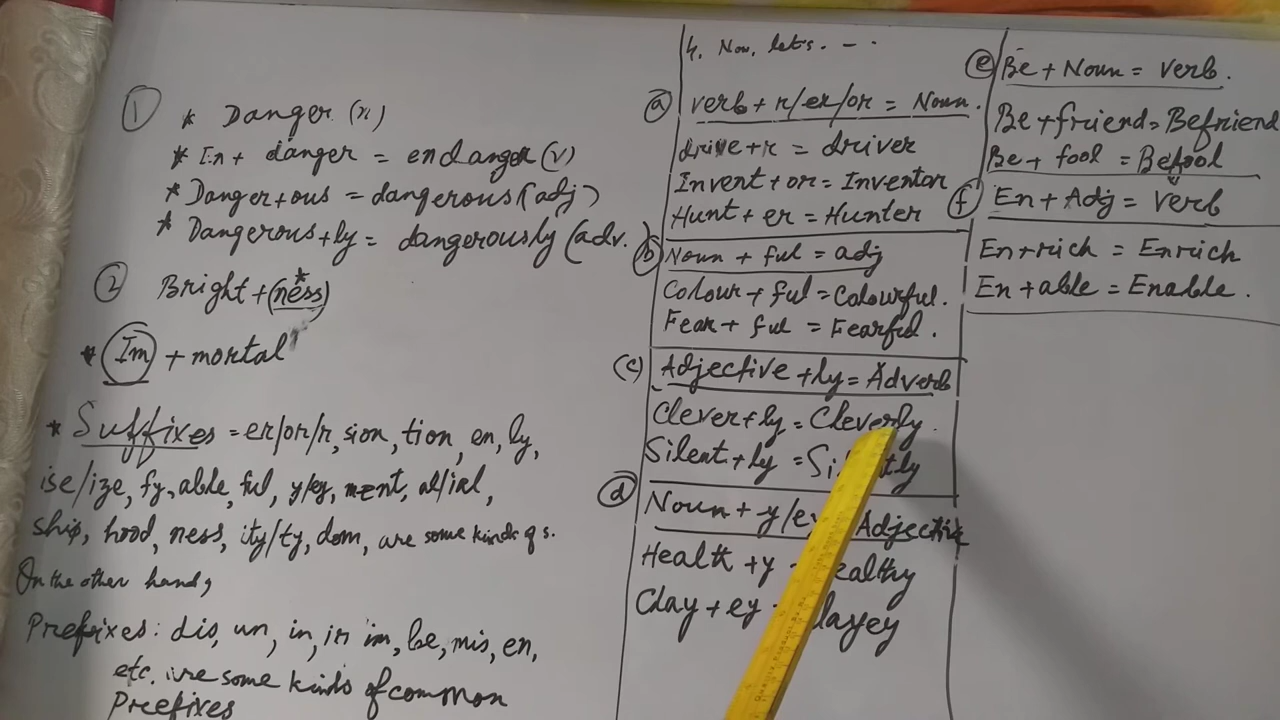 ① * Danger (n)
* En + danger = endanger (v)
* Danger+ous = dangerous (adj)
* Dangerous+ly = dangerously (adv.
② Bright + (ness)*
* Im + mortal
* Suffixes = er/or/r, sion, tion, en, ly,
ise/ize, fy, able, ful, y/ey, ment, al/ial,
ship, hood, ness, ity/ty, dom, are some kinds of s.
On the other hand,
Prefixes: dis, un, in, ir im, be, mis, en,
etc. are some kinds of common
Preefixes
4. Now, let's. - - .
ⓐ verb + r/er/or = Noun.
drive+r = driver
Invent + or = Inventor
Hunt + er = Hunter
ⓑ Noun + ful = adj
Colour + ful = Colourful.
Fear + ful = Fearful.
(c) Adjective + ly = Adverb
Clever+ly = Cleverly.
Silent + ly =
ⓓ Noun + y/ey Adjective
Health + y
Clay + ey
ⓔ Be + Noun = verb.
Be + friend = Befriend
Be + fool = Befool
ⓕ En + Adj = verb
En + rich = Enrich
En + able = Enable.